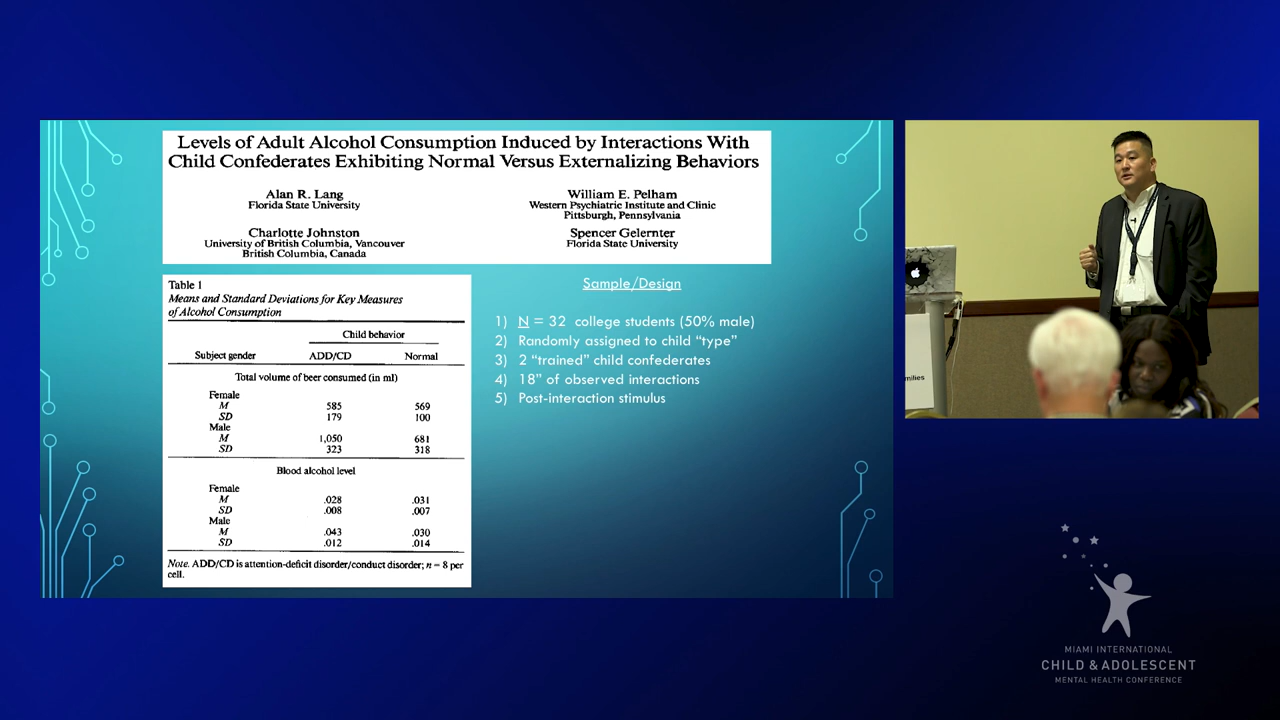 Levels of Adult Alcohol Consumption Induced by Interactions With
Child Confederates Exhibiting Normal Versus Externalizing Behaviors
Alan R. Lang
Florida State University
William E. Pelham
Western Psychiatric Institute and Clinic
Pittsburgh, Pennsylvania
Charlotte Johnston
University of British Columbia, Vancouver
British Columbia, Canada
Spencer Gelernter
Florida State University
Table 1
Means and Standard Deviations for Key Measures
of Alcohol Consumption
Child behavior
Subject gender ADD/CD Normal
Total volume of beer consumed (in ml)
Female
M 585 569
SD 179 100
Male
M 1,050 681
SD 323 318
Blood alcohol level
Female
M .028 .031
SD .008 .007
Male
M .043 .030
SD .012 .014
Note. ADD/CD is attention-deficit disorder/conduct disorder; n = 8 per
cell.
Sample/Design
1) N = 32 college students (50% male)
2) Randomly assigned to child “type”
3) 2 “trained” child confederates
4) 18” of observed interactions
5) Post-interaction stimulus
milies
MIAMI INTERNATIONAL
CHILD & ADOLESCENT
MENTAL HEALTH CONFERENCE